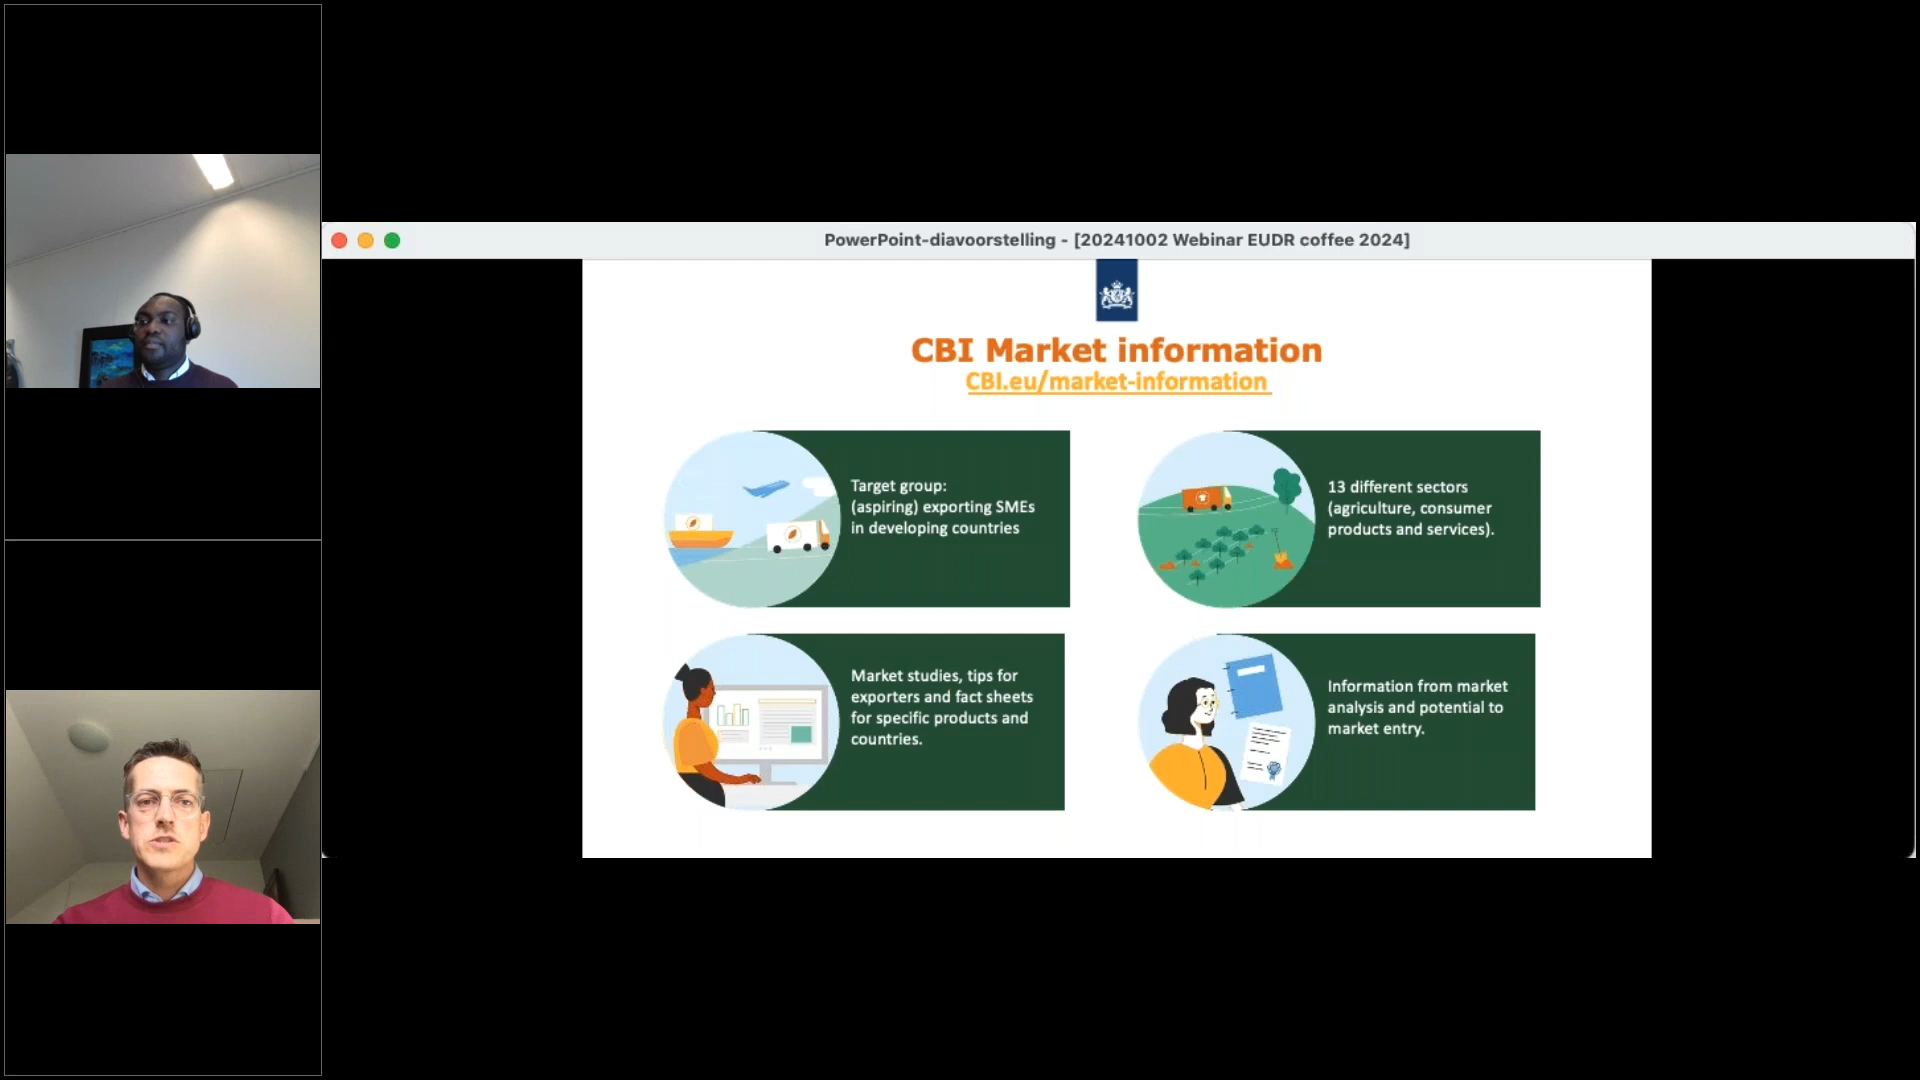 PowerPoint-diavoorstelling - [20241002 Webinar EUDR coffee 2024]
CBI Market information
CBI.eu/market-information
Target group:
(aspiring) exporting SMEs
in developing countries
13 different sectors
(agriculture, consumer
products and services).
Market studies, tips for
exporters and fact sheets
for specific products and
countries.
Information from market
analysis and potential to
market entry.